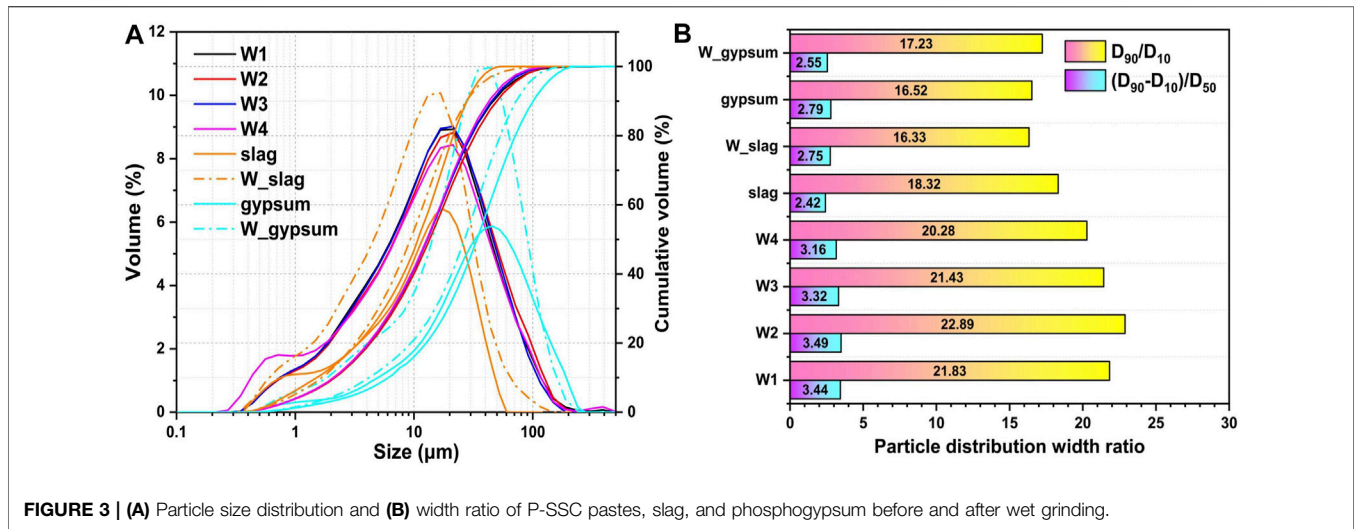 A
W1
W2
W3
W4
slag
W_slag
gypsum
W_gypsum
Volume (%)
12
10
8
6
4
2
0
0.1
1
10
100
Size (µm)
100
80
60
40
20
0
Cumulative volume (%)
B
D90/D10
(D90-D10)/D50
W_gypsum
17.23
2.55
gypsum
16.52
2.79
W_slag
16.33
2.75
slag
18.32
2.42
W4
20.28
3.16
W3
21.43
3.32
W2
22.89
3.49
W1
21.83
3.44
0 5 10 15 20 25 30
Particle distribution width ratio
FIGURE 3 | (A) Particle size distribution and (B) width ratio of P-SSC pastes, slag, and phosphogypsum before and after wet grinding.